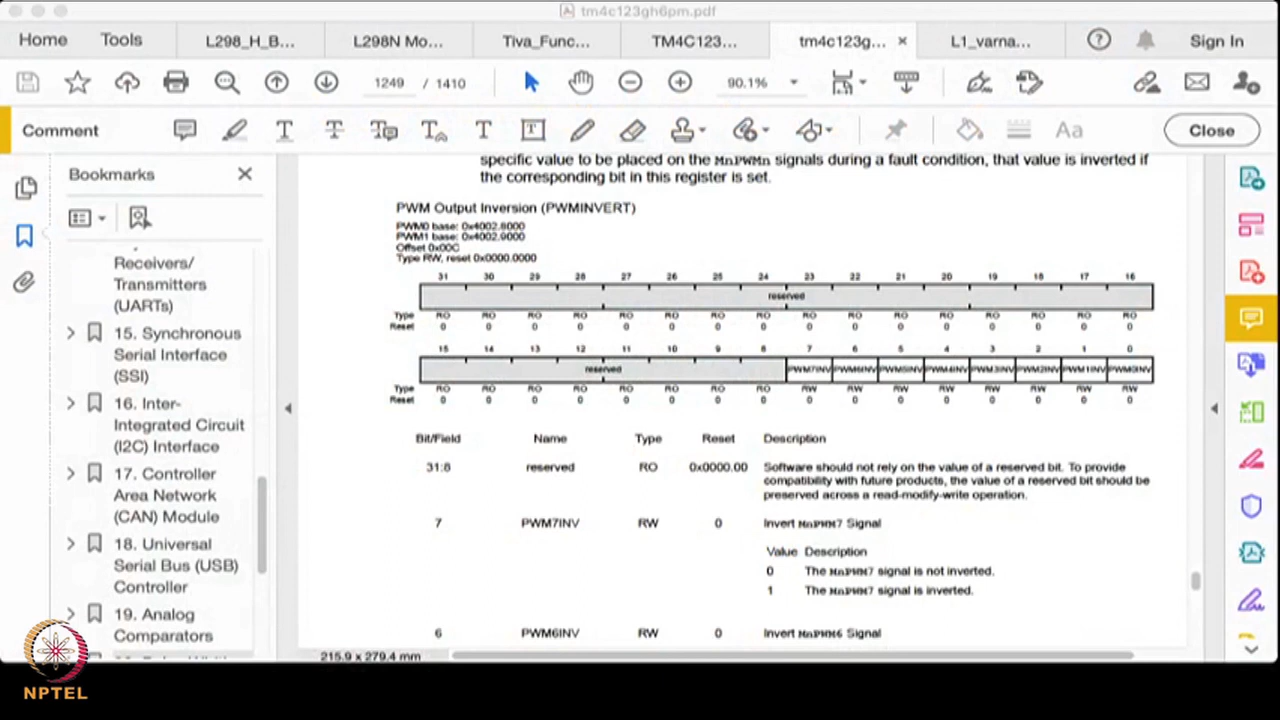 tm4c123gh6pm.pdf
Home Tools L298_H_B... L298N Mo... Tiva_Func... TM4C123... tm4c123g... × L1_varna... Sign In
1249 / 1410 90.1%
Comment Close
Bookmarks
Receivers/
Transmitters
(UARTs)
15. Synchronous
Serial Interface
(SSI)
16. Inter-
Integrated Circuit
(I2C) Interface
17. Controller
Area Network
(CAN) Module
18. Universal
Serial Bus (USB)
Controller
19. Analog
Comparators
specific value to be placed on the MnPWMn signals during a fault condition, that value is inverted if
the corresponding bit in this register is set.
PWM Output Inversion (PWMINVERT)
PWM0 base: 0x4002.8000
PWM1 base: 0x4002.9000
Offset 0x00C
Type RW, reset 0x0000.0000
31 30 29 28 27 26 25 24 23 22 21 20 19 18 17 16
reserved
Type RO RO RO RO RO RO RO RO RO RO RO RO RO RO RO RO
Reset 0 0 0 0 0 0 0 0 0 0 0 0 0 0 0 0
15 14 13 12 11 10 9 8 7 6 5 4 3 2 1 0
reserved PWM7INV PWM6INV PWM5INV PWM4INV PWM3INV PWM2INV PWM1INV PWM0INV
Type RO RO RO RO RO RO RO RO RW RW RW RW RW RW RW RW
Reset 0 0 0 0 0 0 0 0 0 0 0 0 0 0 0 0
Bit/Field Name Type Reset Description
31:8 reserved RO 0x0000.00 Software should not rely on the value of a reserved bit. To provide
compatibility with future products, the value of a reserved bit should be
preserved across a read-modify-write operation.
7 PWM7INV RW 0 Invert MnPWM7 Signal
Value Description
0 The MnPWM7 signal is not inverted.
1 The MnPWM7 signal is inverted.
6 PWM6INV RW 0 Invert MnPWM6 Signal
215.9 x 279.4 mm
NPTEL